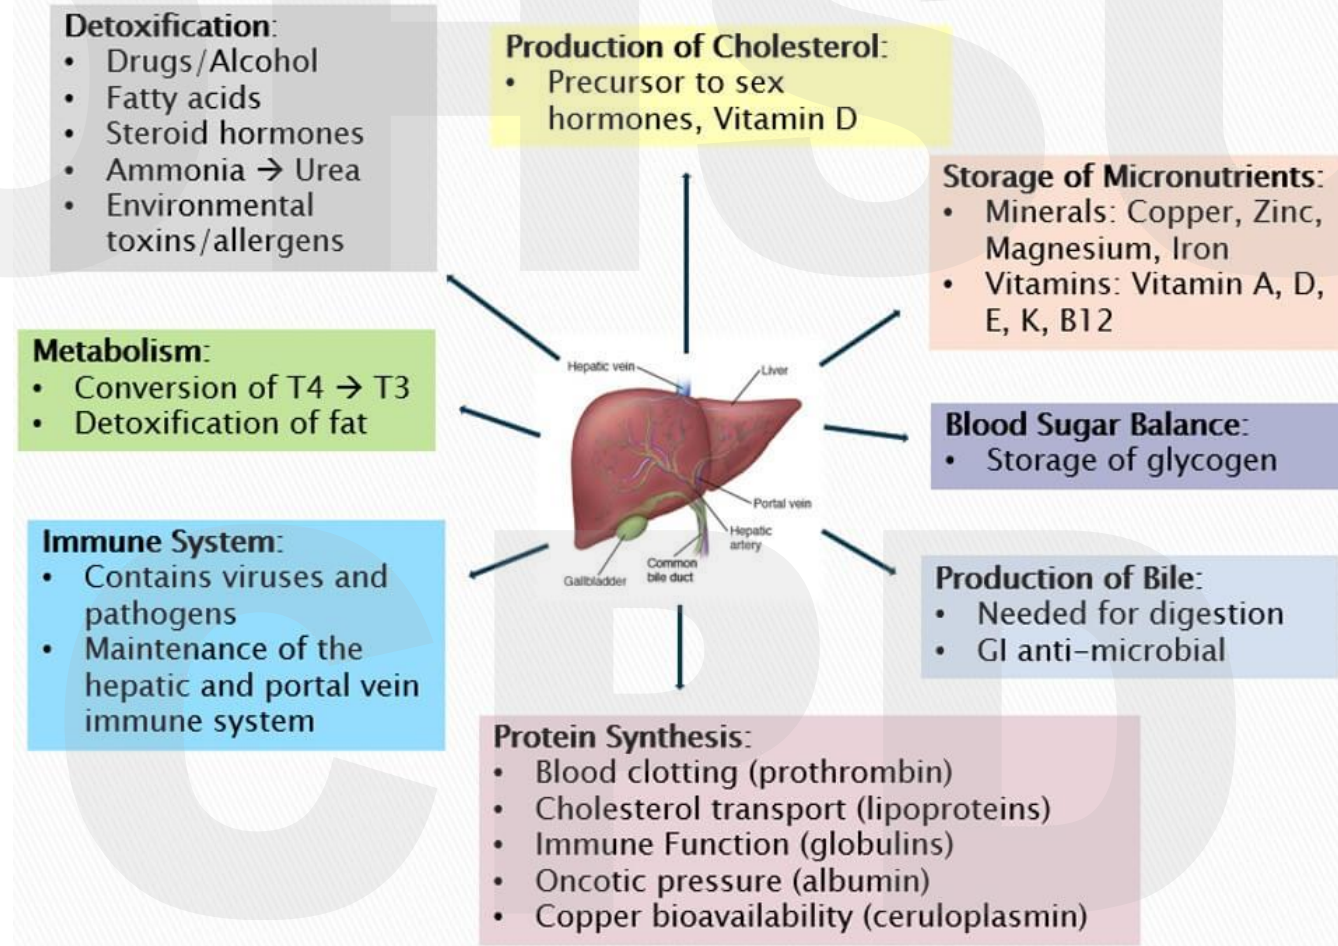 Detoxification:
• Drugs/Alcohol
• Fatty acids
• Steroid hormones
• Ammonia → Urea
• Environmental
toxins/allergens
Production of Cholesterol:
• Precursor to sex
hormones, Vitamin D
Storage of Micronutrients:
• Minerals: Copper, Zinc,
Magnesium, Iron
• Vitamins: Vitamin A, D,
E, K, B12
Metabolism:
• Conversion of T4 → T3
• Detoxification of fat
Hepatic vein
Liver
Portal vein
Hepatic
artery
Common
bile duct
Gallbladder
Blood Sugar Balance:
• Storage of glycogen
Immune System:
• Contains viruses and
pathogens
• Maintenance of the
hepatic and portal vein
immune system
Production of Bile:
• Needed for digestion
• GI anti-microbial
Protein Synthesis:
• Blood clotting (prothrombin)
• Cholesterol transport (lipoproteins)
• Immune Function (globulins)
• Oncotic pressure (albumin)
• Copper bioavailability (ceruloplasmin)
CPD